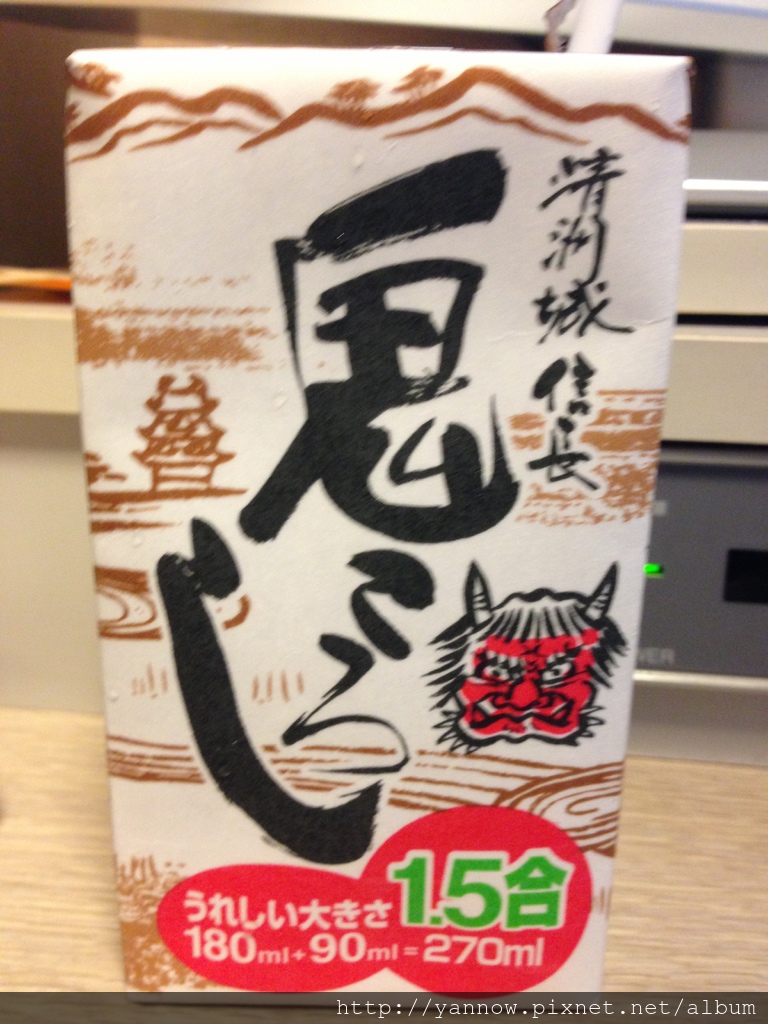 清洲城
信長
鬼ころし
うれしい大きさ 1.5合
180ml+90ml=270ml
http://yannow.pixnet.net/album